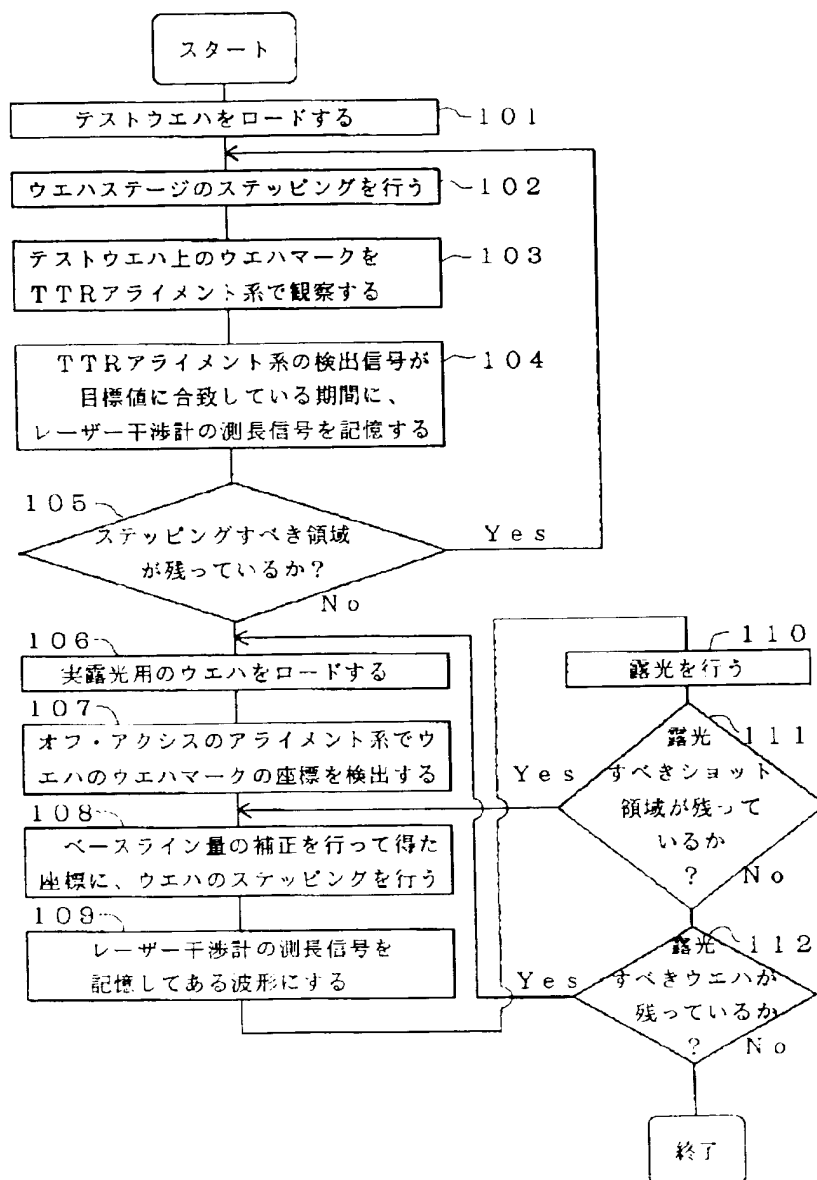 スタート
テストウエハをロードする
101
ウエハステージのステッピングを行う
102
テストウエハ上のウエハマークを
TTRアライメント系で観察する
103
TTRアライメント系の検出信号が
目標値に合致している期間に、
レーザー干渉計の測長信号を記憶する
104
105
ステッピングすべき領域
が残っているか?
Yes
No
106
実露光用のウエハをロードする
107
オフ・アクシスのアライメント系でウ
エハのウエハマークの座標を検出する
108
ベースライン量の補正を行って得た
座標に、ウエハのステッピングを行う
109
レーザー干渉計の測長信号を
記憶してある波形にする
110
露光を行う
111
露光
すべきショット
領域が残って
いるか
?
Yes
No
112
露光
すべきウエハが
残っているか
?
Yes
No
終了